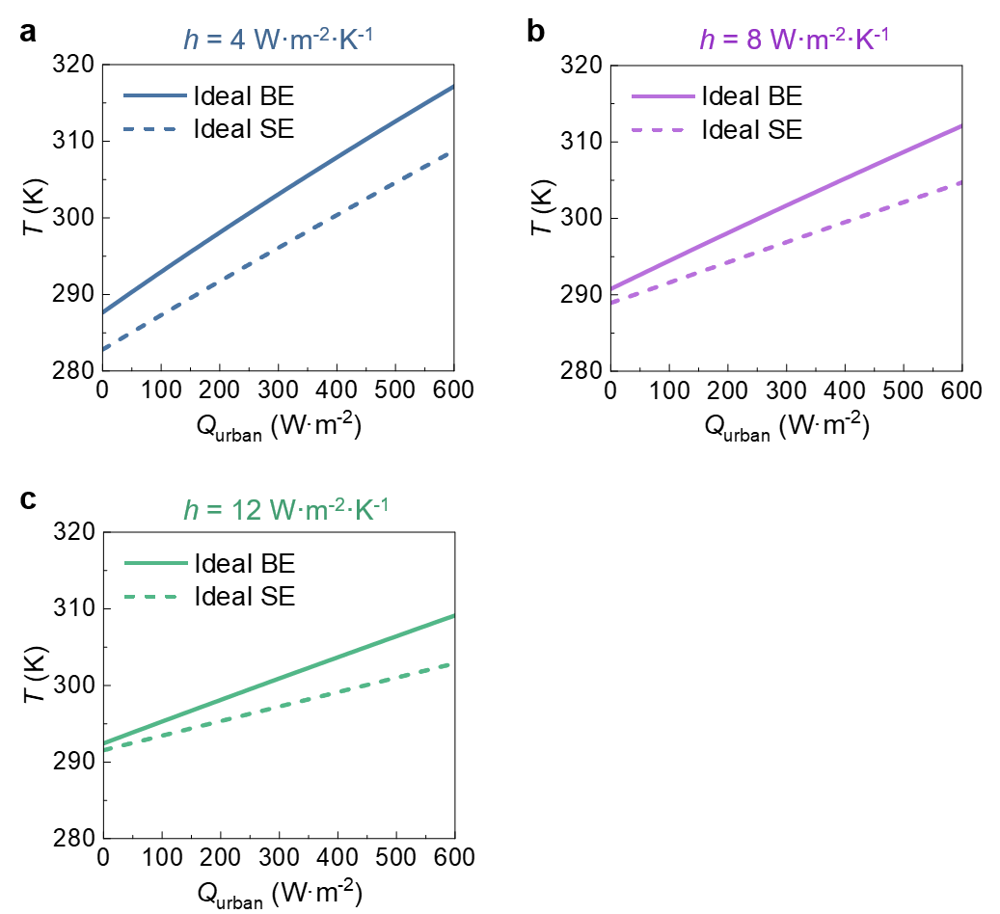 a
h = 4 W·m-2·K-1
320
310
300
290
280
T (K)
Ideal BE
Ideal SE
0 100 200 300 400 500 600
Qurban (W·m-2)
b
h = 8 W·m-2·K-1
320
310
300
290
280
T (K)
Ideal BE
Ideal SE
0 100 200 300 400 500 600
Qurban (W·m-2)
c
h = 12 W·m-2·K-1
320
310
300
290
280
T (K)
Ideal BE
Ideal SE
0 100 200 300 400 500 600
Qurban (W·m-2)